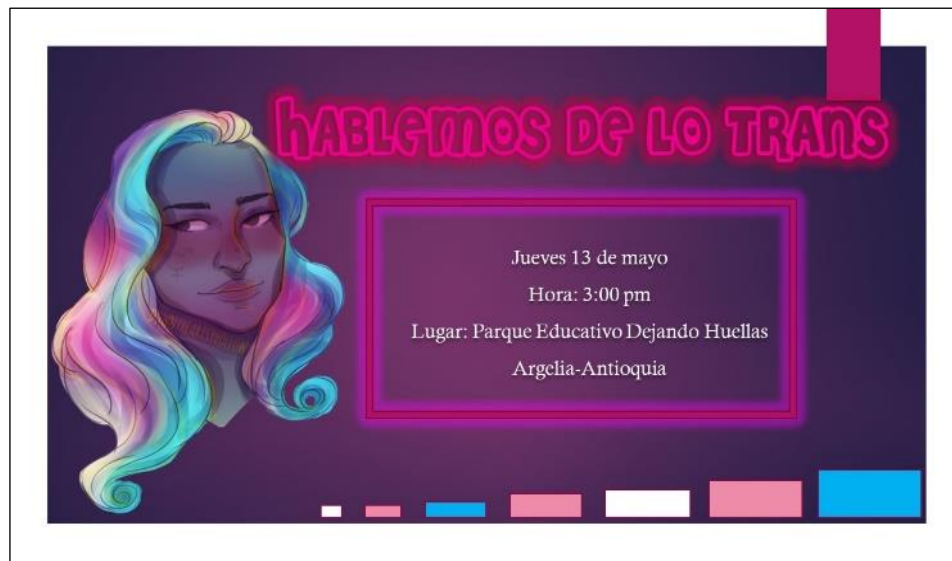 hABLemos De Lo TRANS
Jueves 13 de mayo
Hora: 3:00 pm
Lugar: Parque Educativo Dejando Huellas
Argelia-Antioquia